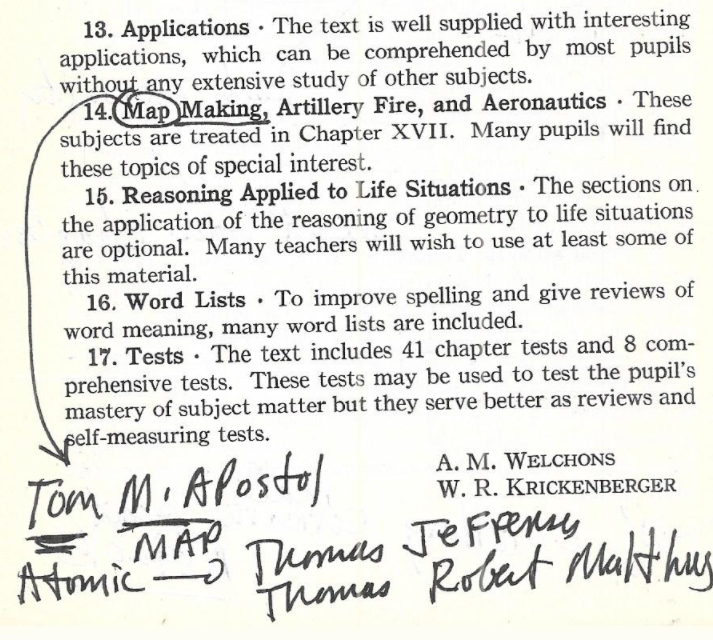 13. Applications · The text is well supplied with interesting
applications, which can be comprehended by most pupils
without any extensive study of other subjects.
14. Map Making, Artillery Fire, and Aeronautics · These
subjects are treated in Chapter XVII. Many pupils will find
these topics of special interest.
15. Reasoning Applied to Life Situations · The sections on
the application of the reasoning of geometry to life situations
are optional. Many teachers will wish to use at least some of
this material.
16. Word Lists · To improve spelling and give reviews of
word meaning, many word lists are included.
17. Tests · The text includes 41 chapter tests and 8 com-
prehensive tests. These tests may be used to test the pupil's
mastery of subject matter but they serve better as reviews and
self-measuring tests.
A. M. WELCHONS
W. R. KRICKENBERGER
Tom M. APostol
MAP
Atomic → Thomas
Thomas Robert Malthus